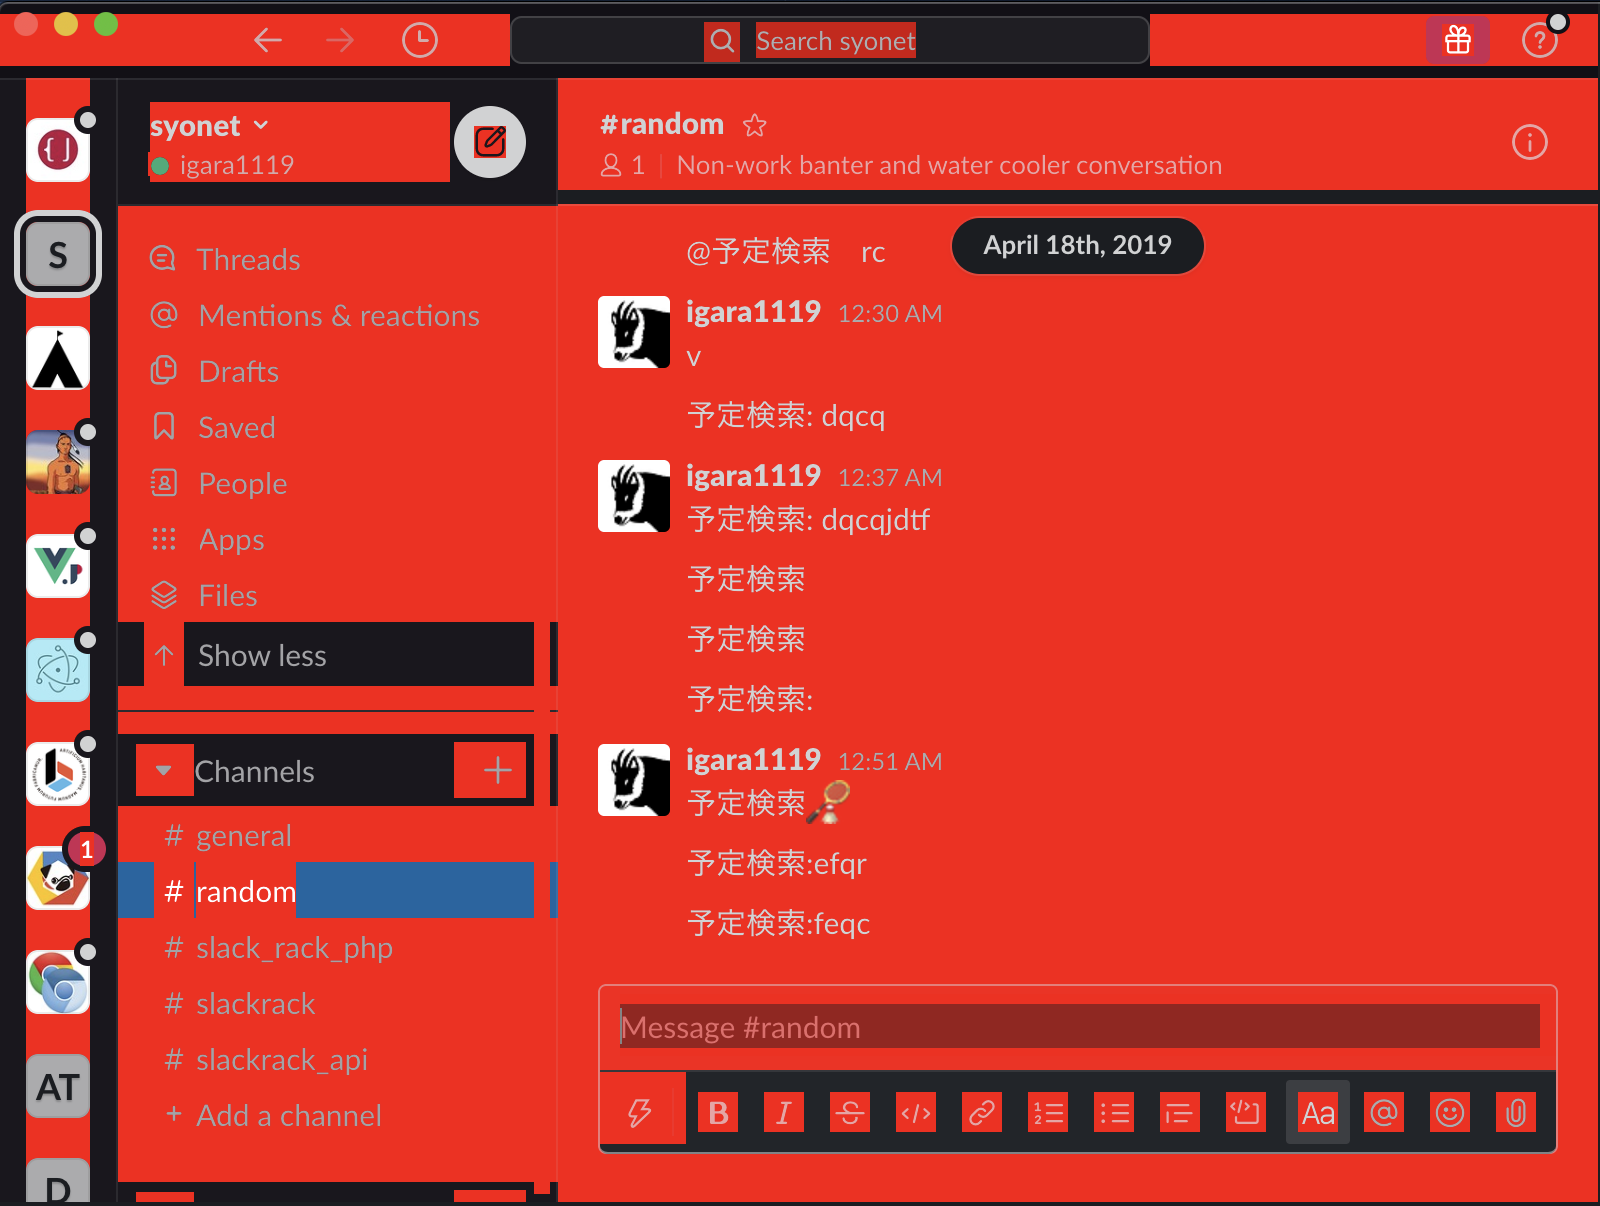 Search syonet
syonet
igara1119
Threads
Mentions & reactions
Drafts
Saved
People
Apps
Files
Show less
Channels
# general
# random
# slack_rack_php
# slackrack
# slackrack_api
+ Add a channel
S
1
AT
D
#random
1 | Non-work banter and water cooler conversation
April 18th, 2019
@予定検索　rc
igara1119 12:30 AM
v
予定検索: dqcq
igara1119 12:37 AM
予定検索: dqcqjdtf
予定検索
予定検索
予定検索:
igara1119 12:51 AM
予定検索
予定検索:efqr
予定検索:feqc
Message #random
B I S </> Aa @